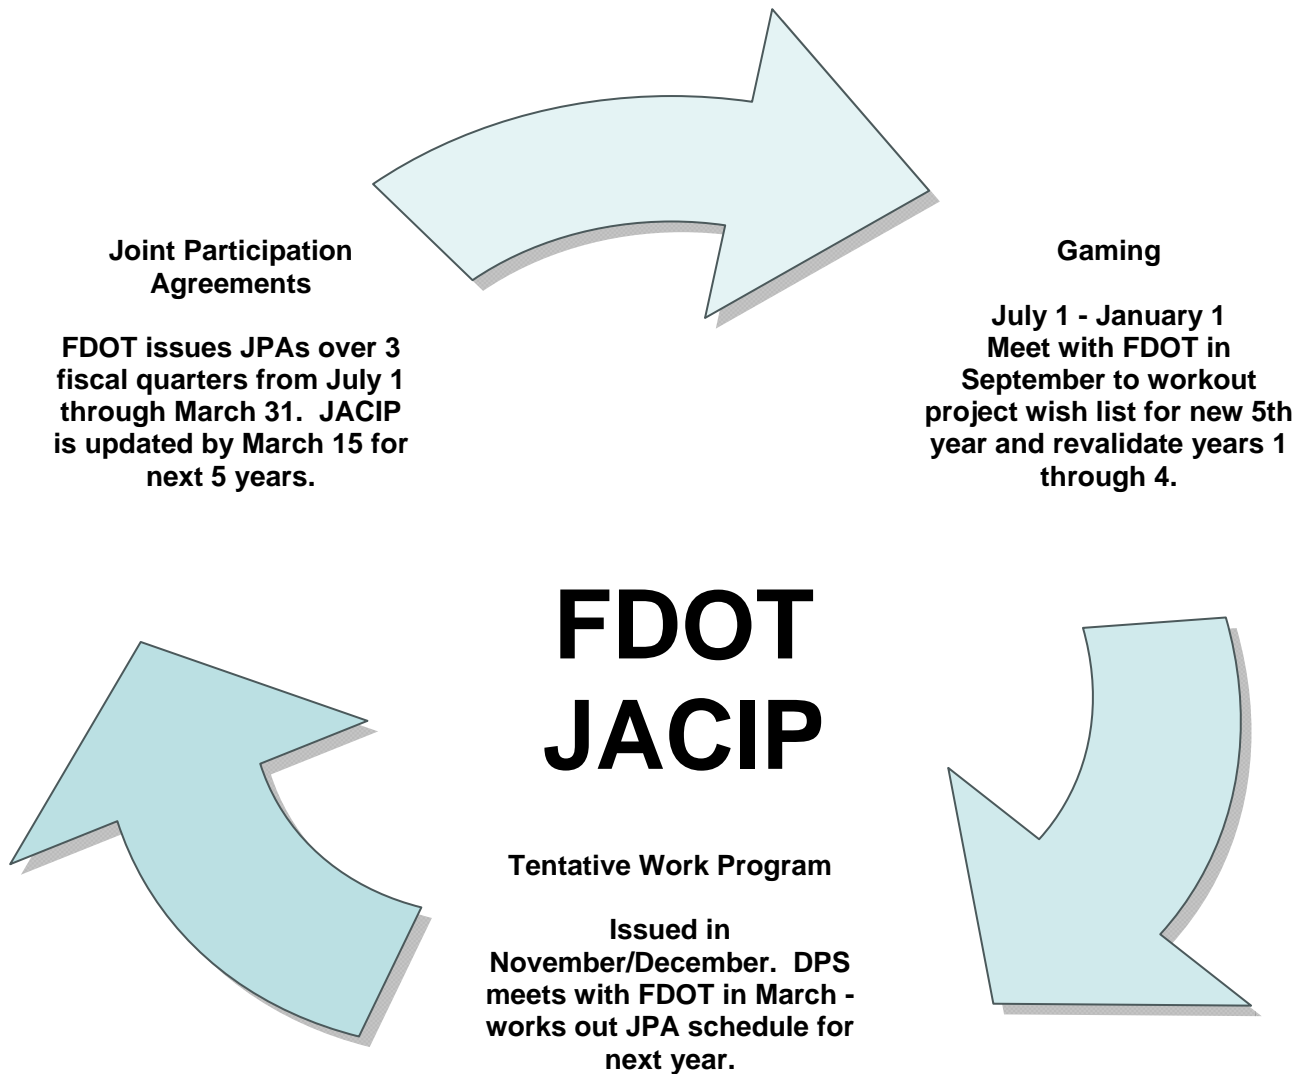 Joint Participation
Agreements
FDOT issues JPAs over 3
fiscal quarters from July 1
through March 31.  JACIP
is updated by March 15 for
next 5 years.
Gaming
July 1 - January 1
Meet with FDOT in
September to workout
project wish list for new 5th
year and revalidate years 1
through 4.
FDOT
JACIP
Tentative Work Program
Issued in
November/December.  DPS
meets with FDOT in March -
works out JPA schedule for
next year.